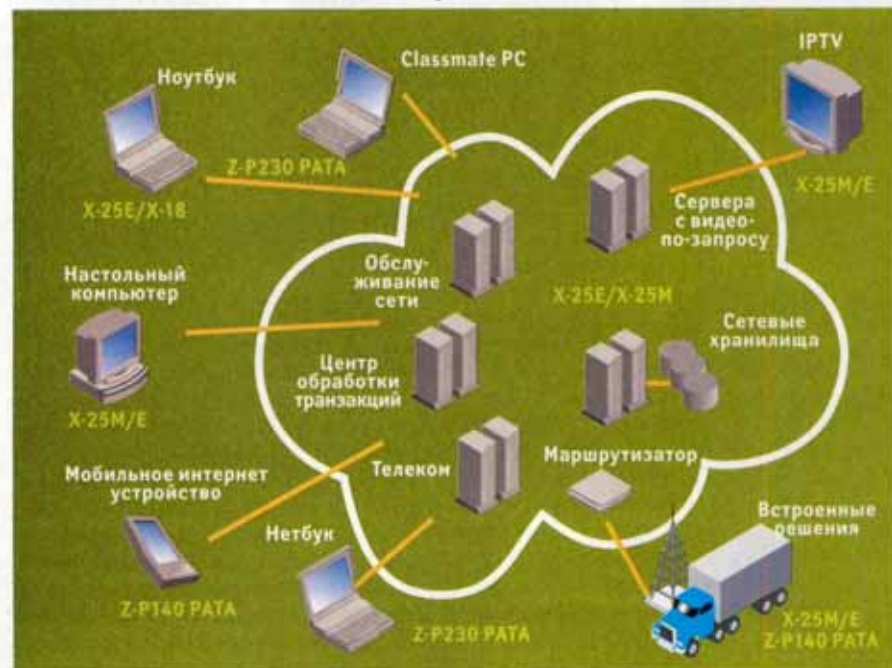 Classmate PC
IPTV
Ноутбук
Z-P230 PATA
X-25E/X-18
X-25M/E
Сервера
с видео-
по-запросу
Обслу-
живание
сети
X-25E/X-25M
Настольный
компьютер
X-25M/E
Центр
обработки
транзакций
Сетевые
хранилища
Мобильное интернет
устройство
Z-P140 PATA
Телеком
Маршрутизатор
Нетбук
Z-P230 PATA
Встроенные
решения
X-25M/E
Z-P140 PATA